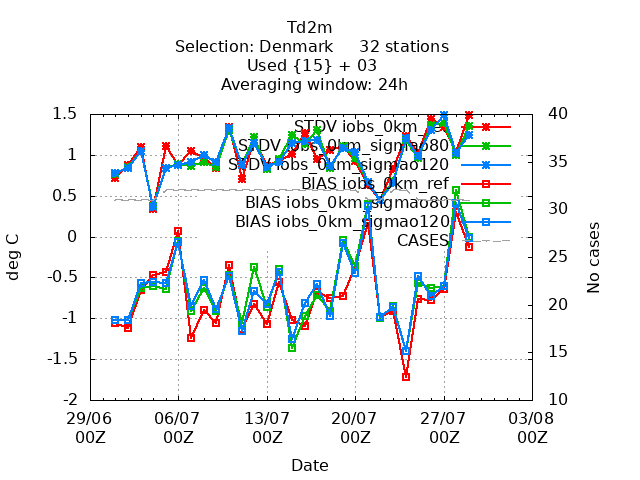 Td2m
Selection: Denmark 32 stations
Used {15} + 03
Averaging window: 24h
1.5
1
0.5
0
-0.5
-1
-1.5
-2
deg C
40
35
30
25
20
15
10
No cases
STDV iobs_0km_ref
STDV iobs_0km_sigmao80
STDV iobs_0km_sigmao120
BIAS iobs_0km_ref
BIAS iobs_0km_sigmao80
BIAS iobs_0km_sigmao120
CASES
29/06 06/07 13/07 20/07 27/07 03/08
00Z 00Z 00Z 00Z 00Z 00Z
Date